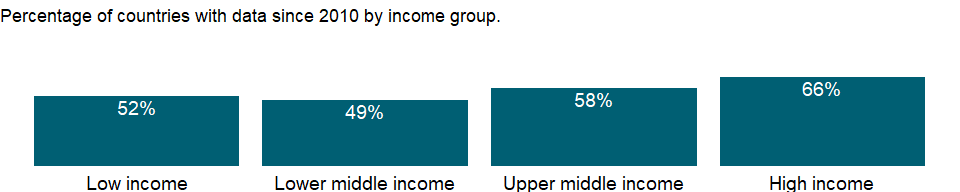 Percentage of countries with data since 2010 by income group.
52%
49%
58%
66%
Low income
Lower middle income
Upper middle income
High income